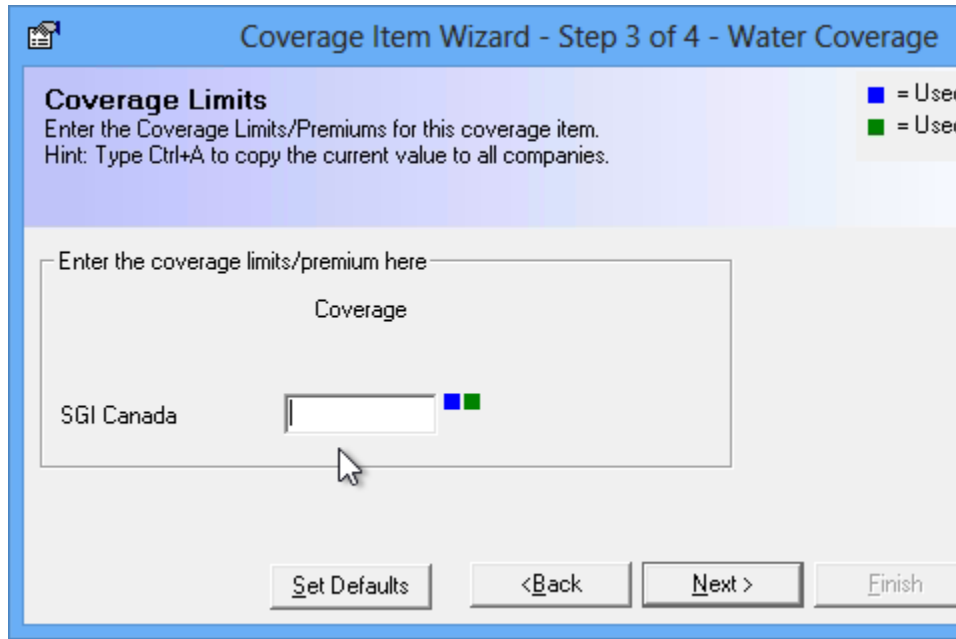 Coverage Item Wizard - Step 3 of 4 - Water Coverage
Coverage Limits
Enter the Coverage Limits/Premiums for this coverage item.
Hint: Type Ctrl+A to copy the current value to all companies.
= Used
= Used
Enter the coverage limits/premium here
Coverage
SGI Canada
Set Defaults
<Back
Next >
Finish